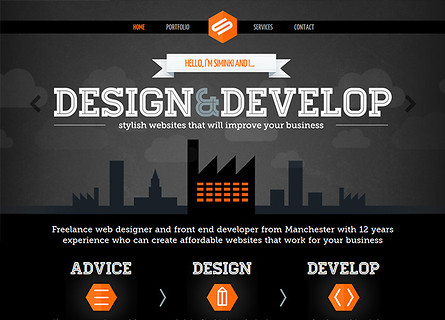 HOME PORTFOLIO SERVICES CONTACT
HELLO, I'M SIMINKI AND I...
DESIGN & DEVELOP
stylish websites that will improve your business
Freelance web designer and front end developer from Manchester with 12 years
experience who can create affordable websites that work for your business
ADVICE DESIGN DEVELOP